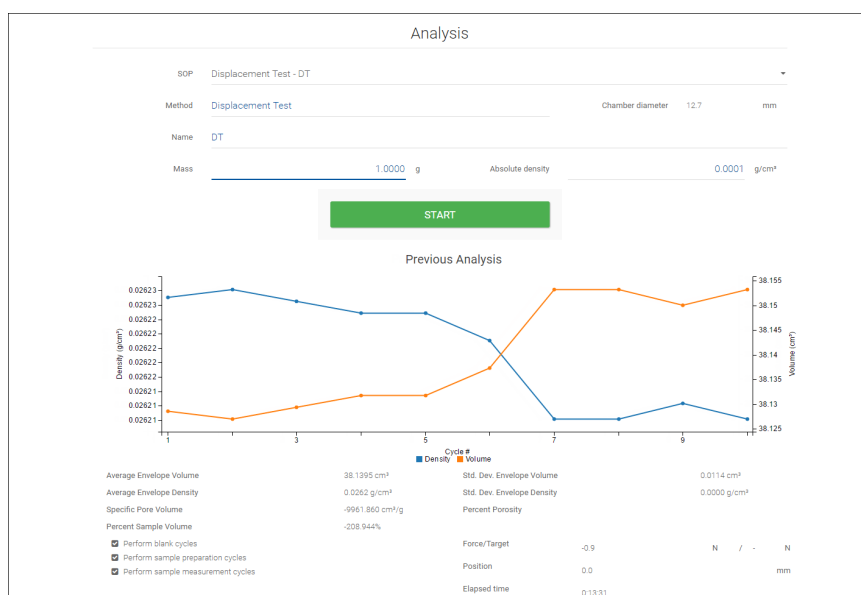 Analysis
SOP Displacement Test - DT
Method Displacement Test Chamber diameter 12.7 mm
Name DT
Mass 1.0000 g Absolute density 0.0001 g/cm³
START
Previous Analysis
Density (g/cm³)
0.02623
0.02623
0.02622
0.02622
0.02622
0.02622
0.02622
0.02621
0.02621
0.02621
38.155
38.15
38.145
38.14
38.135
38.13
38.125
Volume (cm³)
1 3 5 7 9
Cycle #
Density Volume
Average Envelope Volume 38.1395 cm³ Std. Dev. Envelope Volume 0.0114 cm³
Average Envelope Density 0.0262 g/cm³ Std. Dev. Envelope Density 0.0000 g/cm³
Specific Pore Volume -9961.860 cm³/g Percent Porosity
Percent Sample Volume -208.944%
Perform blank cycles
Perform sample preparation cycles
Perform sample measurement cycles
Force/Target -0.9 N / - N
Position 0.0 mm
Elapsed time 0:13:31